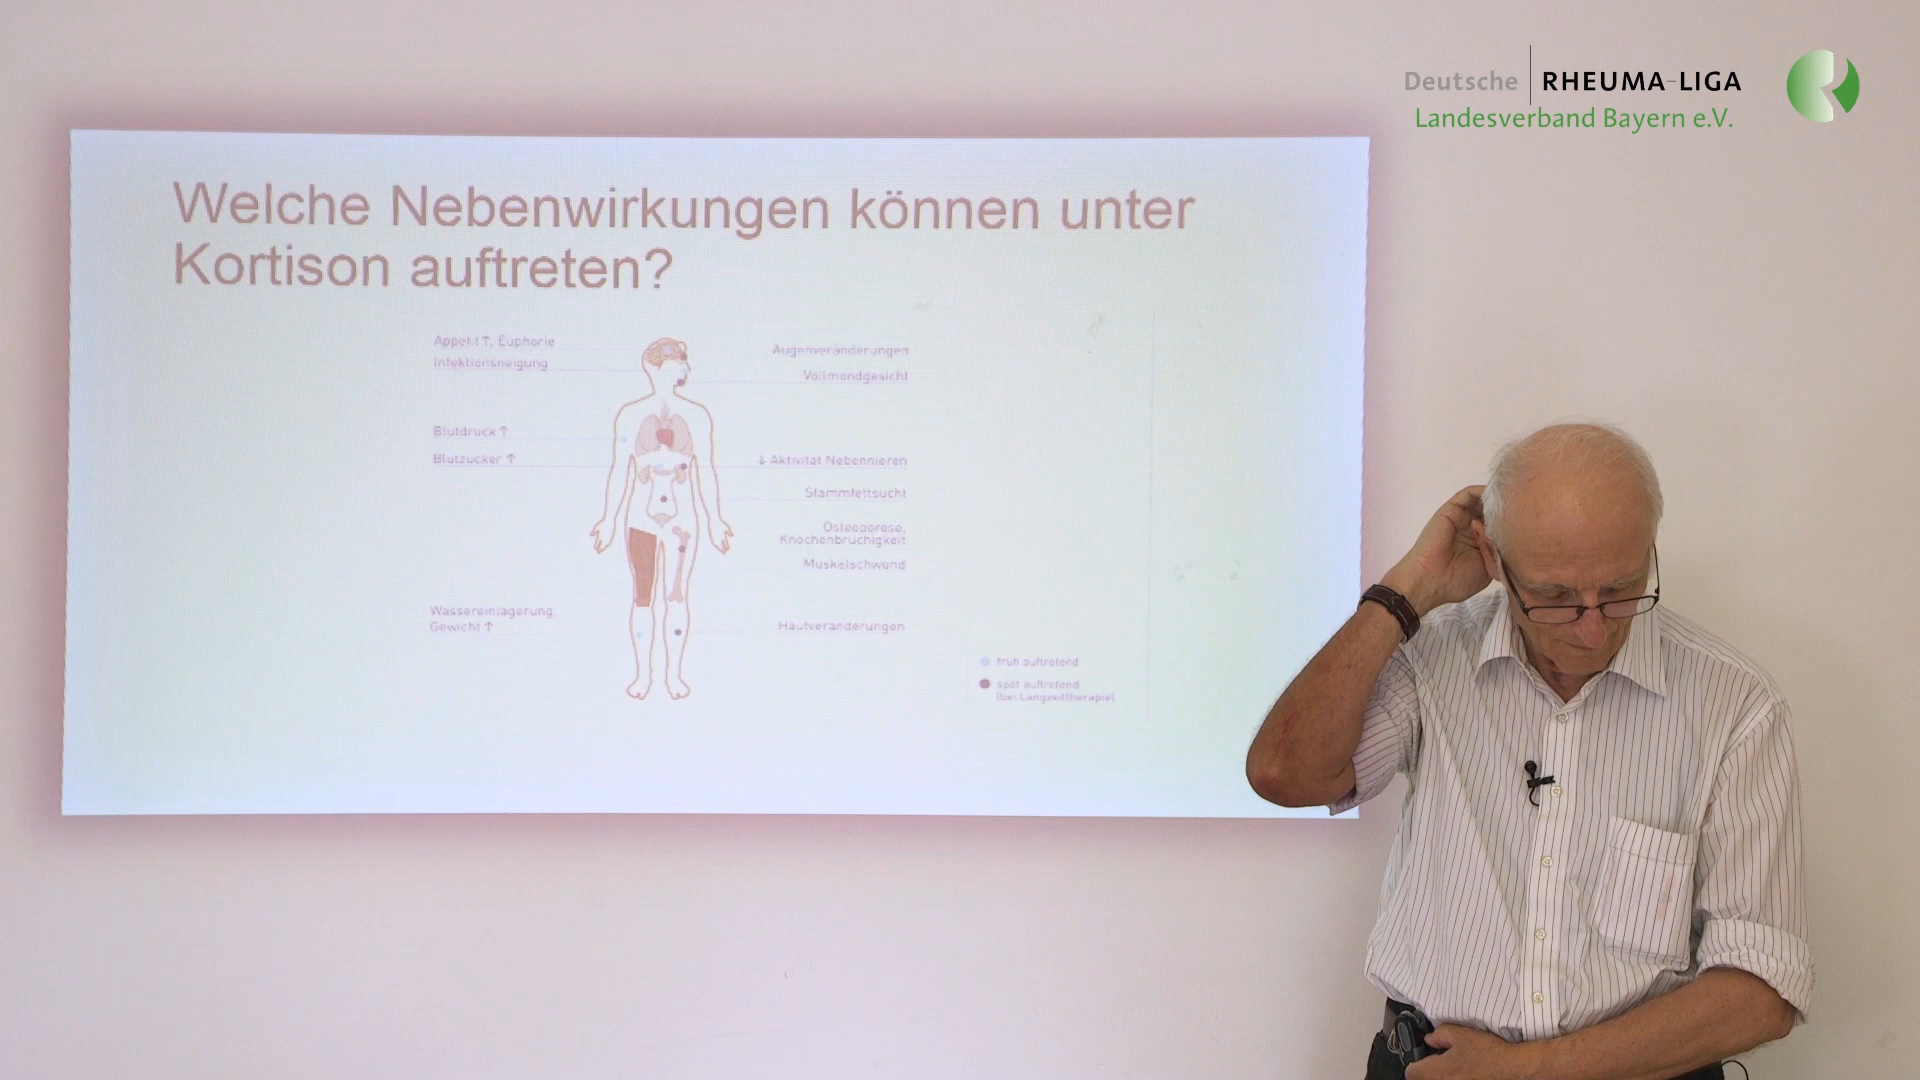 Deutsche RHEUMA-LIGA
Landesverband Bayern e.V.
Welche Nebenwirkungen können unter
Kortison auftreten?
Appetit ↑, Euphorie
Infektionsneigung
Blutdruck ↑
Blutzucker ↑
Wassereinlagerung,
Gewicht ↑
Augenveränderungen
Vollmondgesicht
↓ Aktivität Nebennieren
Stammfettsucht
Osteoporose,
Knochenbrüchigkeit
Muskelschwund
Hautveränderungen
früh auftretend
spät auftretend
(bei Langzeittherapie)